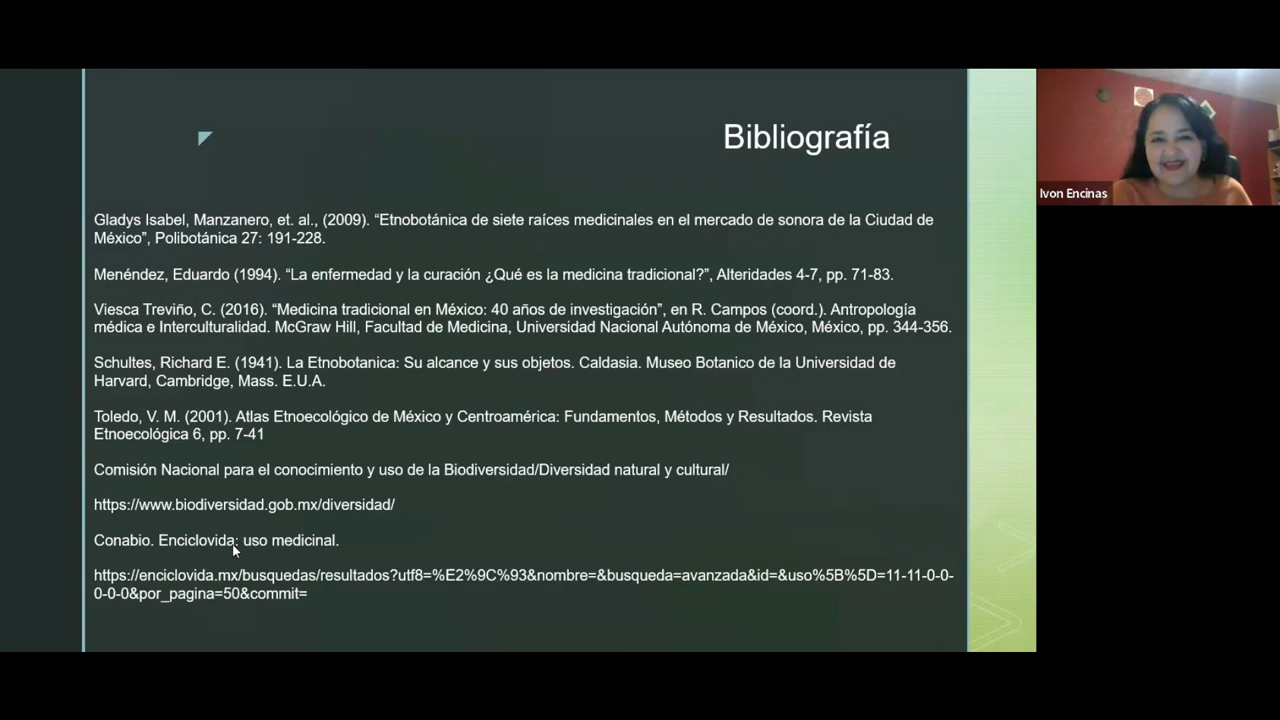 Bibliografía
Gladys Isabel, Manzanero, et. al., (2009). “Etnobotánica de siete raíces medicinales en el mercado de sonora de la Ciudad de
México”, Polibotánica 27: 191-228.
Menéndez, Eduardo (1994). “La enfermedad y la curación ¿Qué es la medicina tradicional?”, Alteridades 4-7, pp. 71-83.
Viesca Treviño, C. (2016). “Medicina tradicional en México: 40 años de investigación”, en R. Campos (coord.). Antropología
médica e Interculturalidad. McGraw Hill, Facultad de Medicina, Universidad Nacional Autónoma de México, México, pp. 344-356.
Schultes, Richard E. (1941). La Etnobotanica: Su alcance y sus objetos. Caldasia. Museo Botanico de la Universidad de
Harvard, Cambridge, Mass. E.U.A.
Toledo, V. M. (2001). Atlas Etnoecológico de México y Centroamérica: Fundamentos, Métodos y Resultados. Revista
Etnoecológica 6, pp. 7-41
Comisión Nacional para el conocimiento y uso de la Biodiversidad/Diversidad natural y cultural/
https://www.biodiversidad.gob.mx/diversidad/
Conabio. Enciclovida: uso medicinal.
https://enciclovida.mx/busquedas/resultados?utf8=%E2%9C%93&nombre=&busqueda=avanzada&id=&uso%5B%5D=11-11-0-0-
0-0-0&por_pagina=50&commit=
Ivon Encinas